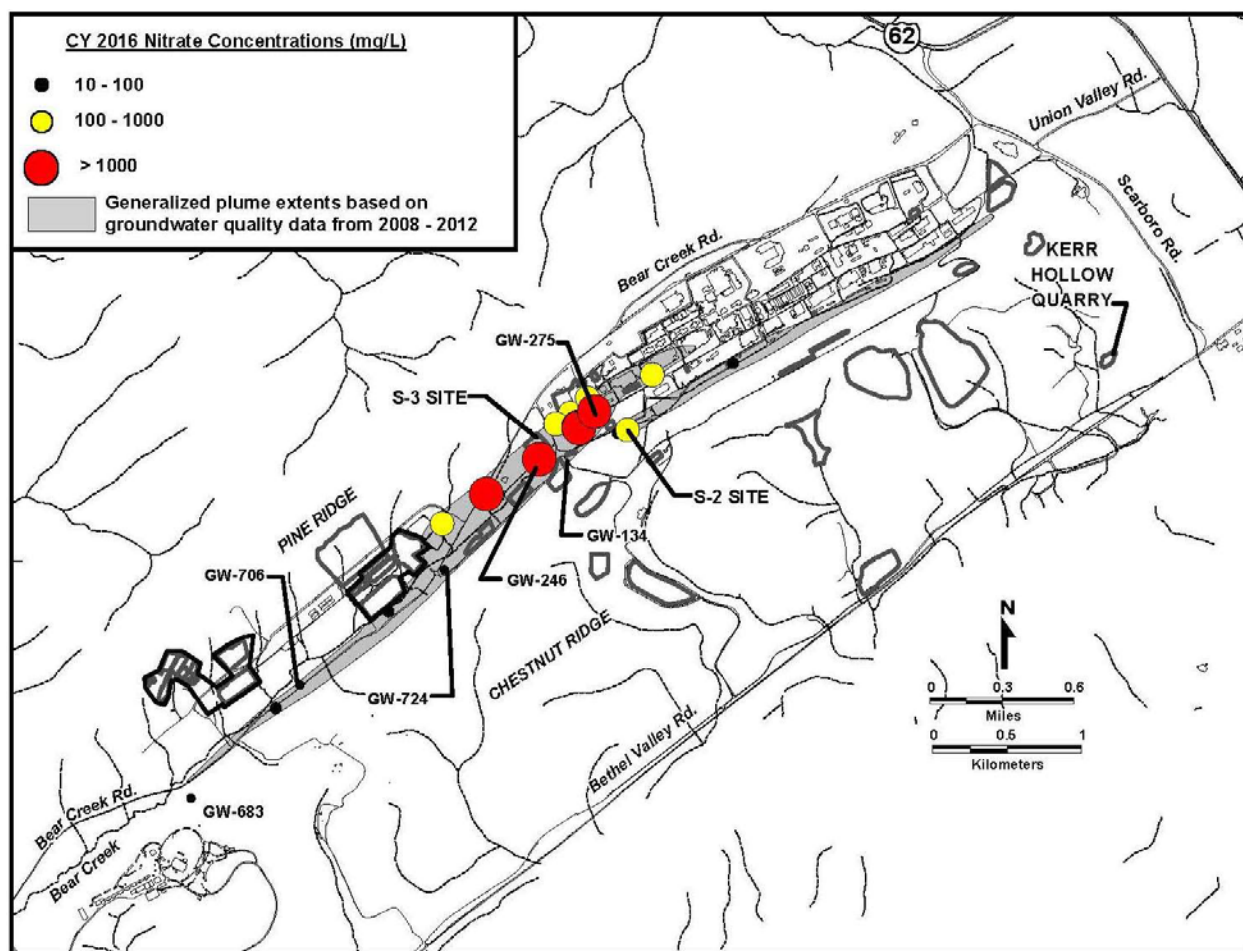 CY 2016 Nitrate Concentrations (mg/L)
10 - 100
100 - 1000
> 1000
Generalized plume extents based on
groundwater quality data from 2008 - 2012
62
Union Valley Rd.
Scarboro Rd.
Bear Creek Rd.
KERR
HOLLOW
QUARRY
GW-275
S-3 SITE
S-2 SITE
PINE RIDGE
GW-134
GW-246
GW-706
GW-724
CHESTNUT RIDGE
Bethel Valley Rd.
N
0 0.3 0.6
Miles
0 0.5 1
Kilometers
Bear Creek Rd.
GW-683
Bear Creek